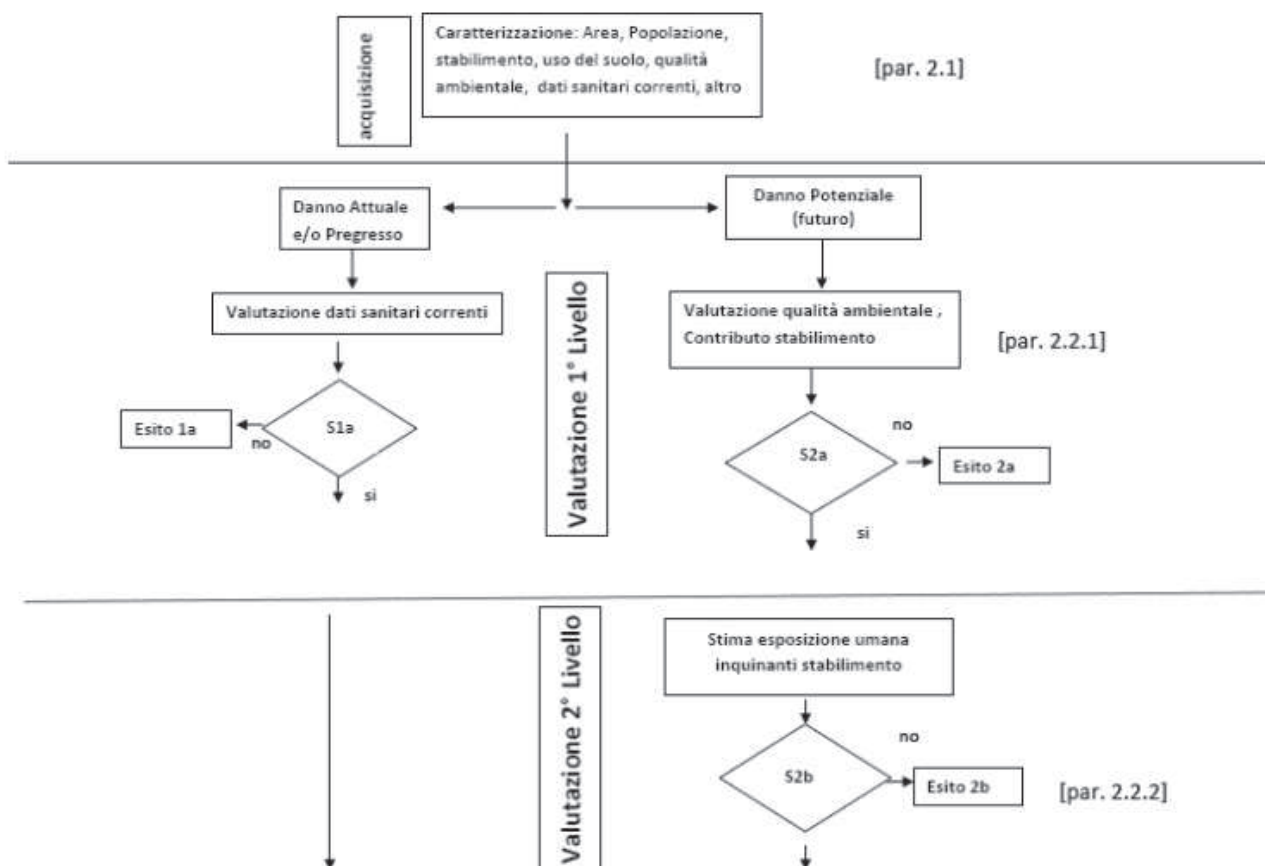 acquisizione
Caratterizzazione: Area, Popolazione,
stabilimento, uso del suolo, qualità
ambientale, dati sanitari correnti, altro
[par. 2.1]
Danno Attuale
e/o Pregresso
Danno Potenziale
(futuro)
Valutazione dati sanitari correnti
Valutazione 1° Livello
Valutazione qualità ambientale ,
Contributo stabilimento
[par. 2.2.1]
Esito 1a
no
S1a
si
S2a
no
Esito 2a
si
Valutazione 2° Livello
Stima esposizione umana
inquinanti stabilimento
S2b
no
Esito 2b
[par. 2.2.2]